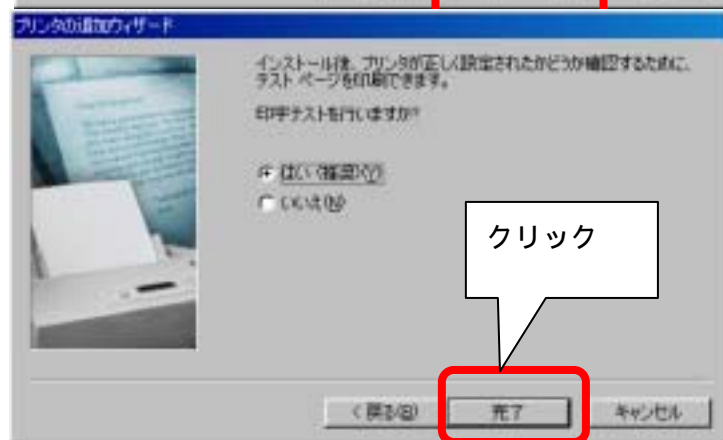 プリンタの追加ウィザード
インストール後、プリンタが正しく設定されたかどうか確認するために、
テスト ページを印刷できます。
印字テストを行いますか?
はい (推奨)(Y)
いいえ(N)
クリック
< 戻る(B)
完了
キャンセル